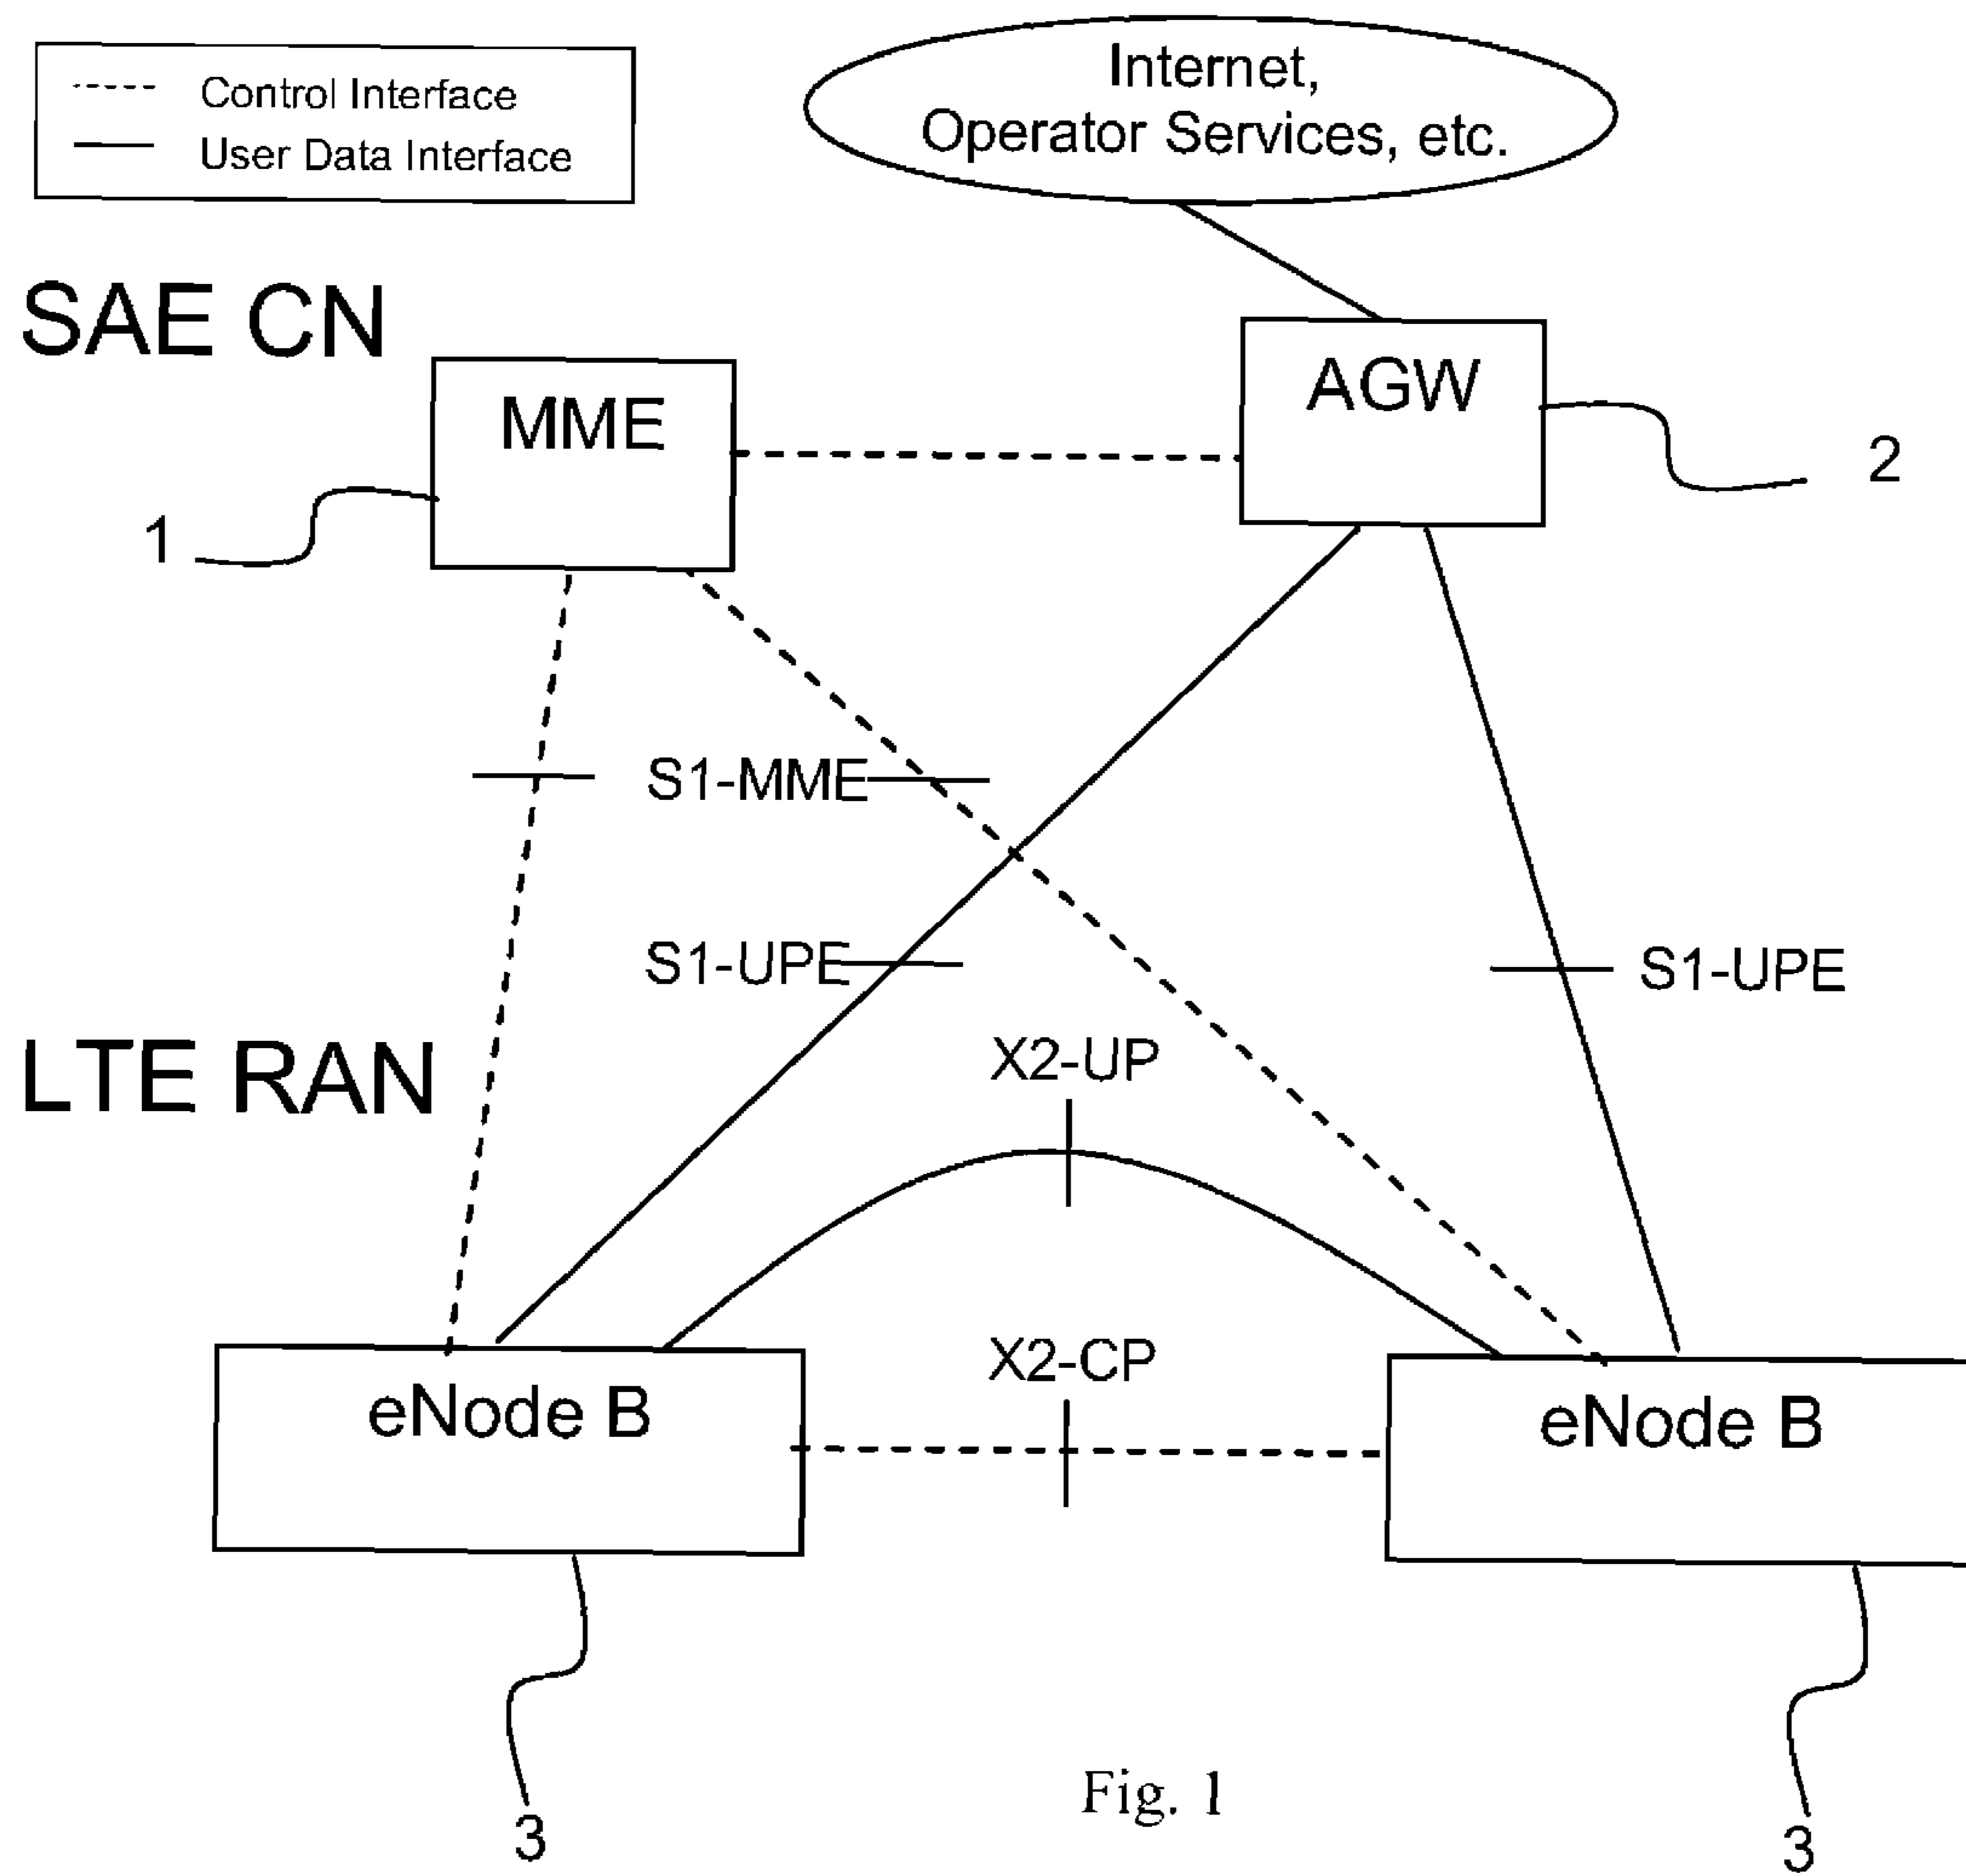 Control Interface
User Data Interface
Internet,
Operator Services, etc.
SAE CN
MME
AGW
1
2
S1-MME
S1-UPE
S1-UPE
LTE RAN
X2-UP
X2-CP
eNode B
eNode B
Fig. 1
3
3